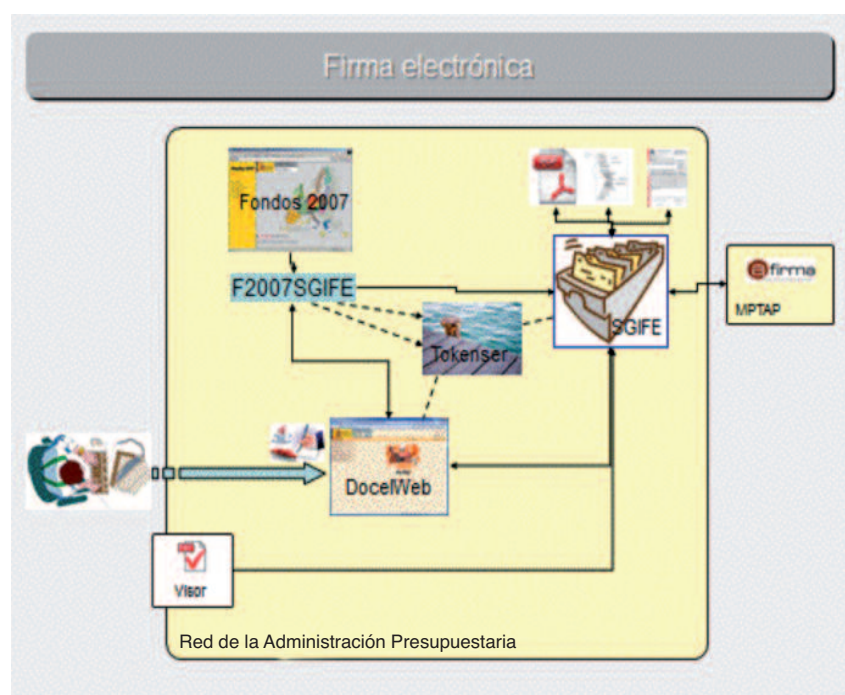 Firma electrónica
Fondos 2007
F2007SGIFE
Tokenser
SGIFE
@firma
MPTAP
DocelWeb
Visor
Red de la Administración Presupuestaria